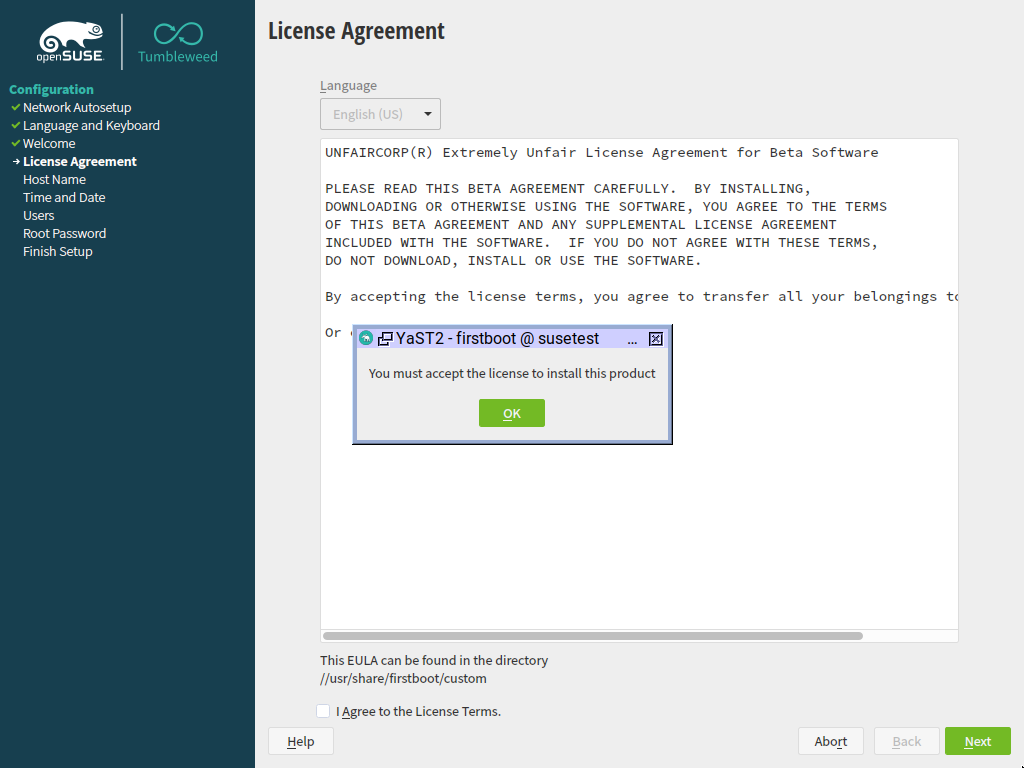 openSUSE
Tumbleweed
Configuration
Network Autosetup
Language and Keyboard
Welcome
License Agreement
Host Name
Time and Date
Users
Root Password
Finish Setup
License Agreement
Language
English (US)
UNFAIRCORP(R) Extremely Unfair License Agreement for Beta Software
PLEASE READ THIS BETA AGREEMENT CAREFULLY.  BY INSTALLING,
DOWNLOADING OR OTHERWISE USING THE SOFTWARE, YOU AGREE TO THE TERMS
OF THIS BETA AGREEMENT AND ANY SUPPLEMENTAL LICENSE AGREEMENT
INCLUDED WITH THE SOFTWARE.  IF YOU DO NOT AGREE WITH THESE TERMS,
DO NOT DOWNLOAD, INSTALL OR USE THE SOFTWARE.
By accepting the license terms, you agree to transfer all your belongings to
Or
YaST2 - firstboot @ susetest ...
You must accept the license to install this product
OK
This EULA can be found in the directory
//usr/share/firstboot/custom
I Agree to the License Terms.
Help
Abort
Back
Next